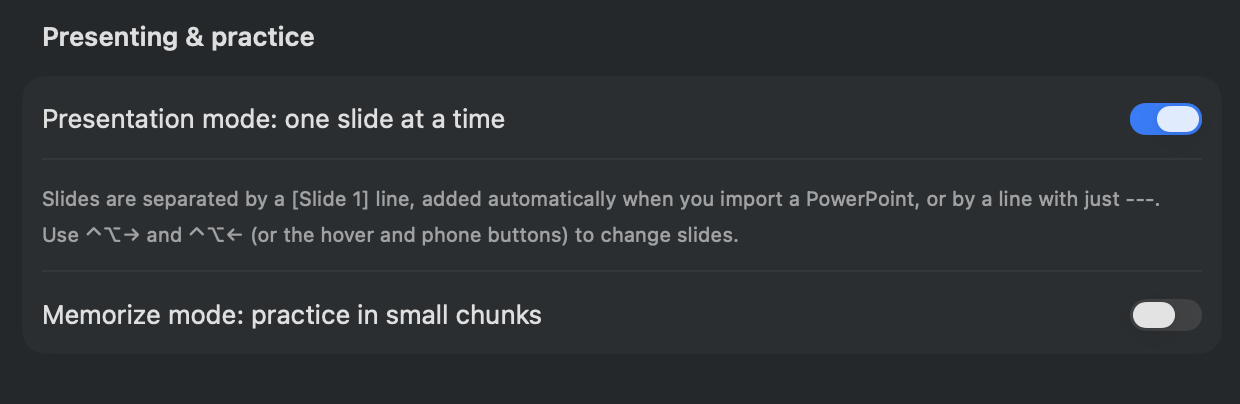 Presenting & practice
Presentation mode: one slide at a time
Slides are separated by a [Slide 1] line, added automatically when you import a PowerPoint, or by a line with just ---.
Use ^⌥→ and ^⌥← (or the hover and phone buttons) to change slides.
Memorize mode: practice in small chunks